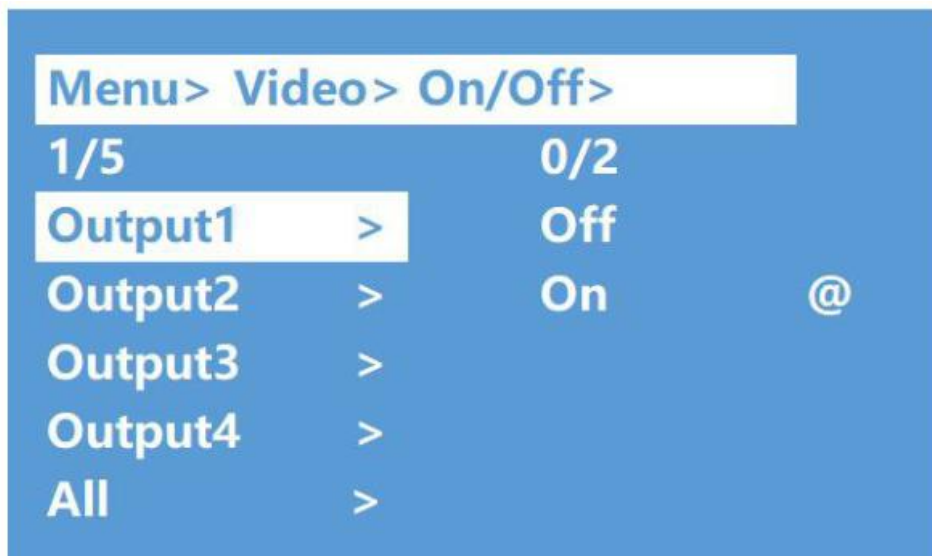 Menu> Video> On/Off>
1/5 0/2
Output1 > Off
Output2 > On @
Output3 >
Output4 >
All >